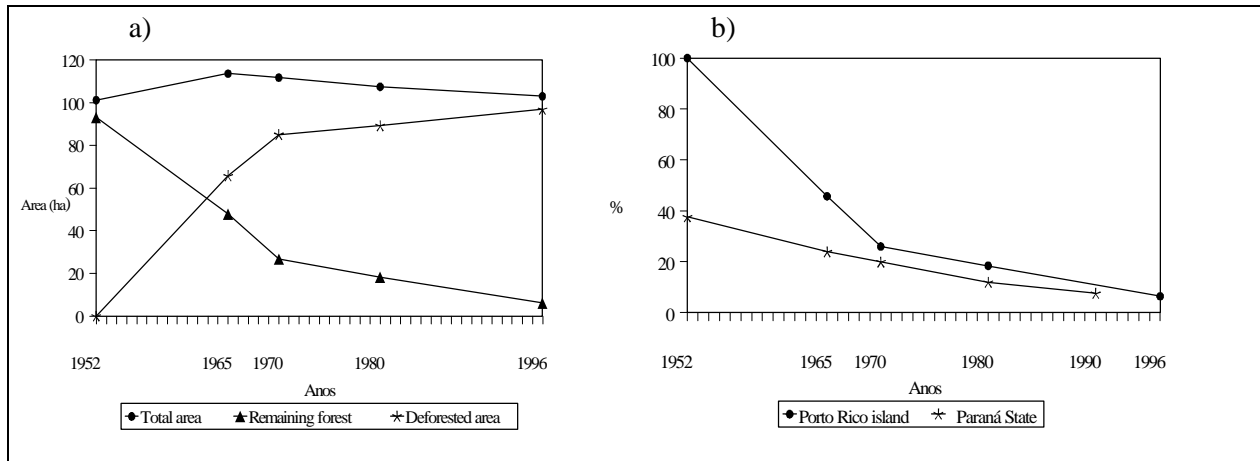 a)
120
100
80
60
40
20
0
Area (ha)
1952 1965 1970 1980 1996
Anos
Total area Remaining forest Deforested area
b)
100
80
60
40
20
0
%
1952 1965 1970 1980 1990 1996
Anos
Porto Rico island Paraná State